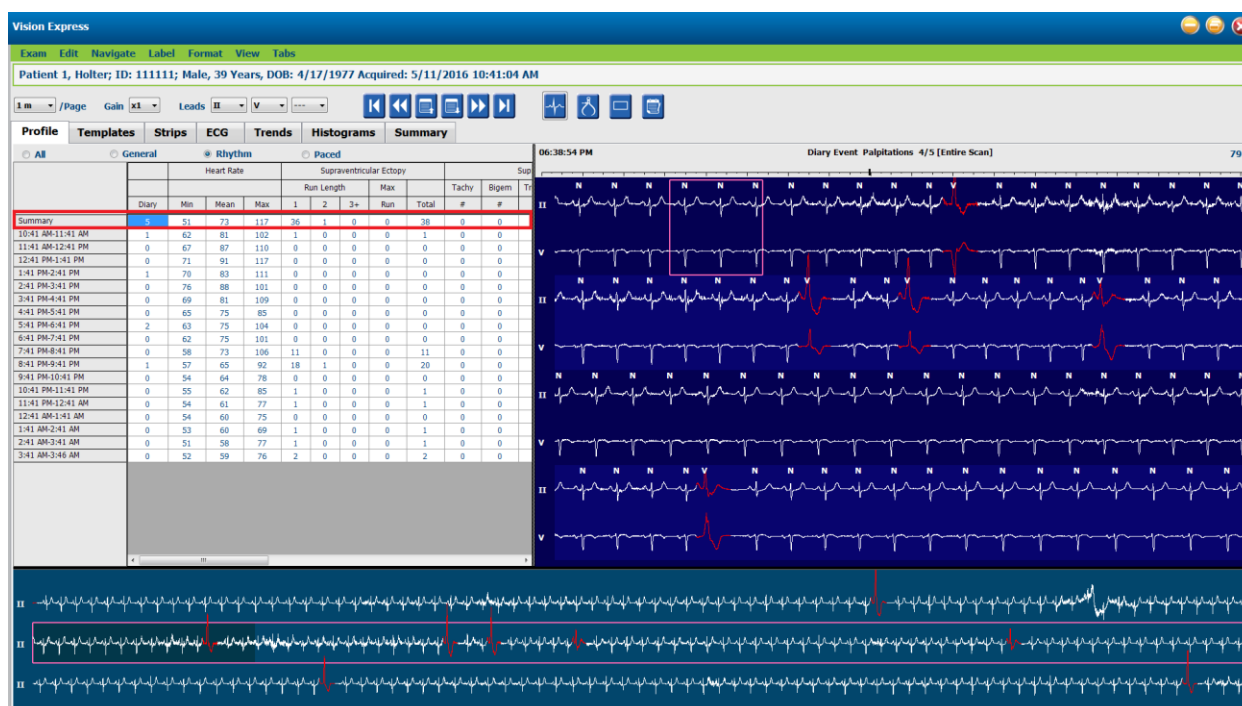 Vision Express
Exam Edit Navigate Label Format View Tabs
Patient 1, Holter; ID: 111111; Male, 39 Years, DOB: 4/17/1977 Acquired: 5/11/2016 10:41:04 AM
1 m /Page Gain x1 Leads II V ---
Profile Templates Strips ECG Trends Histograms Summary
All General Rhythm Paced
Heart Rate Supraventricular Ectopy Sup
Run Length Max Tachy Bigem Tr
Diary Min Mean Max 1 2 3+ Run Total # #
Summary 5 51 73 117 36 1 0 0 38 0 0
10:41 AM-11:41 AM 1 62 81 102 1 0 0 0 1 0 0
11:41 AM-12:41 PM 0 67 87 110 0 0 0 0 0 0 0
12:41 PM-1:41 PM 0 71 91 117 0 0 0 0 0 0 0
1:41 PM-2:41 PM 1 70 83 111 0 0 0 0 0 0 0
2:41 PM-3:41 PM 0 76 88 101 0 0 0 0 0 0 0
3:41 PM-4:41 PM 0 69 81 109 0 0 0 0 0 0 0
4:41 PM-5:41 PM 0 65 75 85 0 0 0 0 0 0 0
5:41 PM-6:41 PM 2 63 75 104 0 0 0 0 0 0 0
6:41 PM-7:41 PM 0 62 75 101 0 0 0 0 0 0 0
7:41 PM-8:41 PM 0 58 73 106 11 0 0 0 11 0 0
8:41 PM-9:41 PM 1 57 65 92 18 1 0 0 20 0 0
9:41 PM-10:41 PM 0 54 64 78 0 0 0 0 0 0 0
10:41 PM-11:41 PM 0 55 62 85 1 0 0 0 1 0 0
11:41 PM-12:41 AM 0 54 61 77 1 0 0 0 1 0 0
12:41 AM-1:41 AM 0 54 60 75 0 0 0 0 0 0 0
1:41 AM-2:41 AM 0 53 60 69 1 0 0 0 1 0 0
2:41 AM-3:41 AM 0 51 58 77 1 0 0 0 1 0 0
3:41 AM-3:46 AM 0 52 59 76 2 0 0 0 2 0 0
06:38:54 PM Diary Event Palpitations 4/5 [Entire Scan] 79
N N N N N N N N N N N V N N N N N N N N
II
V
N N N N N N V N N V N N N N N V N N N
II
V
N N N N N N N N N N N N N N N N N N N
II
V
N N N N V N N N N N N N N N N N N N N
II
V
II
II
II